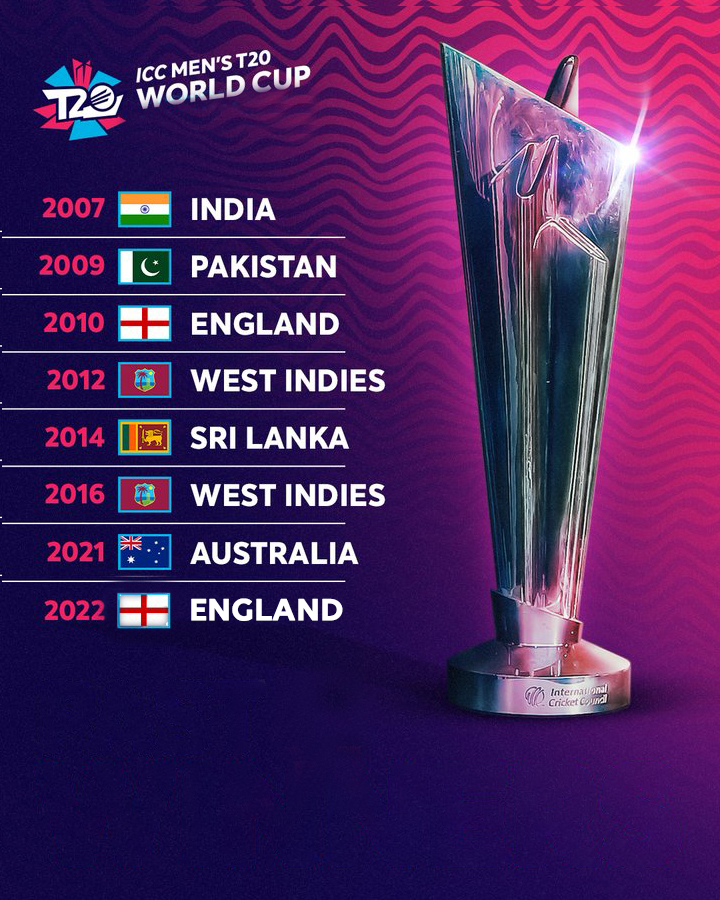 T20
ICC MEN'S T20
WORLD CUP
2007 INDIA
2009 PAKISTAN
2010 ENGLAND
2012 WEST INDIES
2014 SRI LANKA
2016 WEST INDIES
2021 AUSTRALIA
2022 ENGLAND
International
Cricket Council